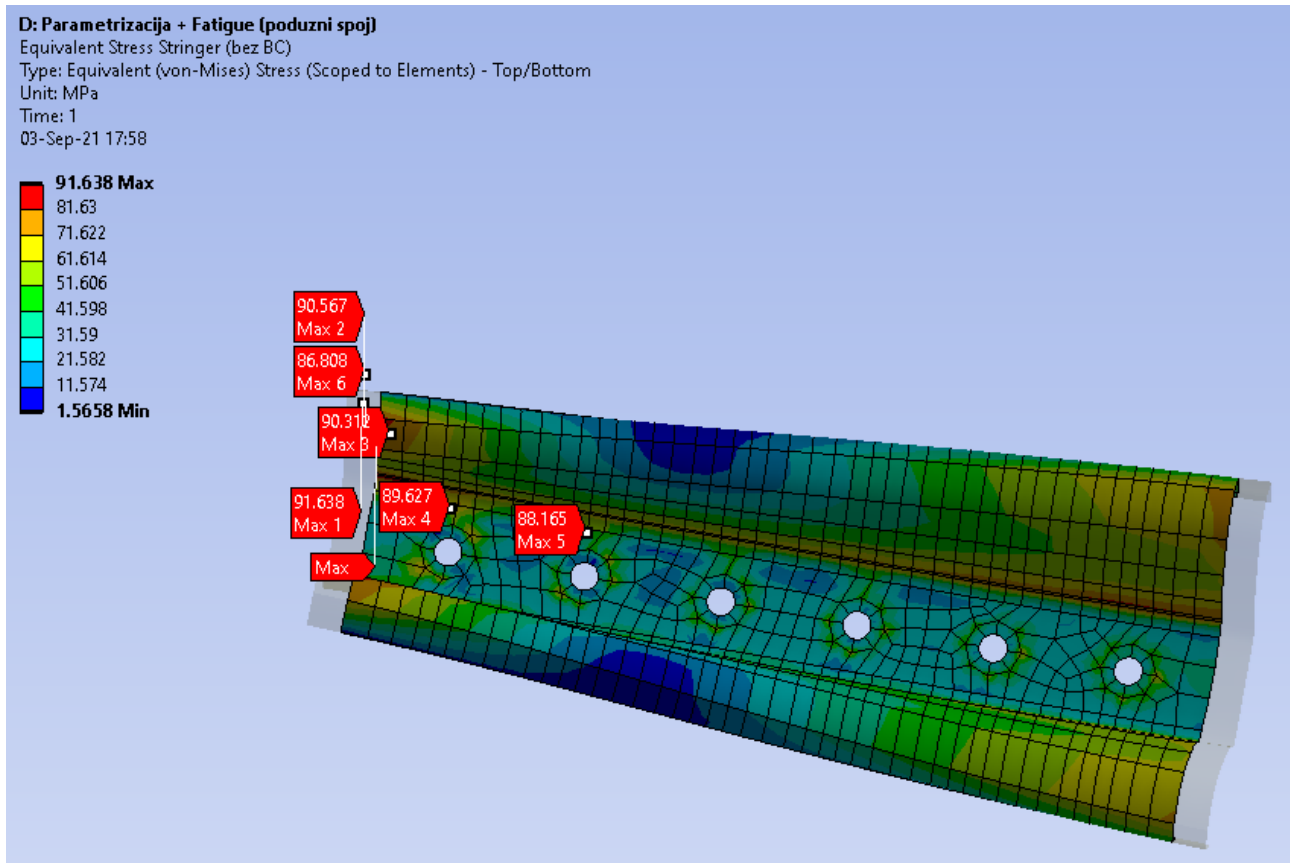 D: Parametrizacija + Fatigue (poduzni spoj)
Equivalent Stress Stringer (bez BC)
Type: Equivalent (von-Mises) Stress (Scoped to Elements) - Top/Bottom
Unit: MPa
Time: 1
03-Sep-21 17:58
91.638 Max
81.63
71.622
61.614
51.606
41.598
31.59
21.582
11.574
1.5658 Min
90.567
Max 2
86.808
Max 6
90.312
Max 3
91.638
Max 1
89.627
Max 4
88.165
Max 5
Max